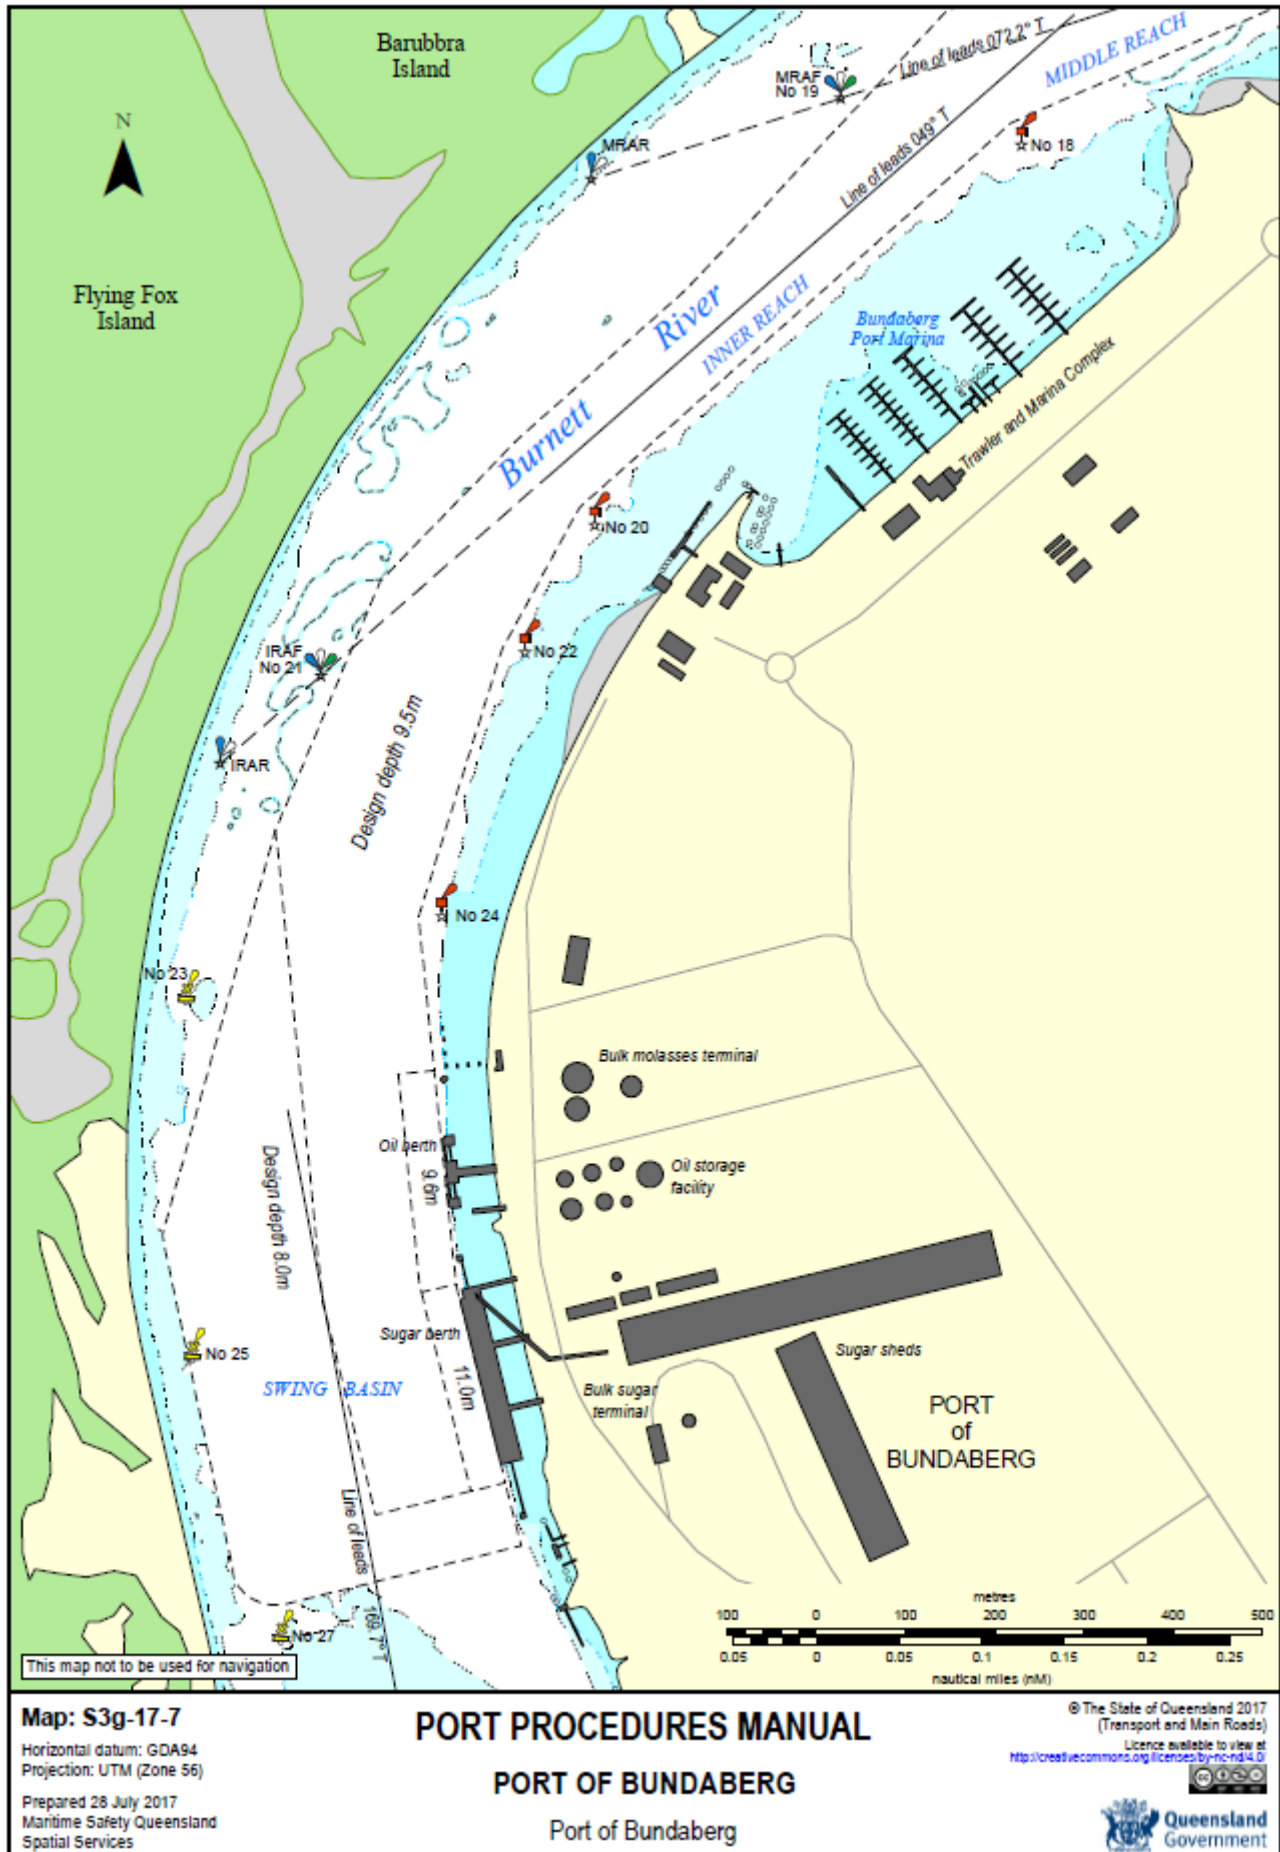 Barubbra
Island
N
MRAF
No 19
Line of leads 072.2° T
MIDDLE REACH
MRAR
No 18
Line of leads 049° T
Flying Fox
Island
Burnett River
INNER REACH
Bundaberg
Port Marina
Trawler and Marina Complex
No 20
No 22
IRAF
No 21
IRAR
Design depth 9.5m
No 24
No 23
Bulk molasses terminal
Oil berth
9.6m
Oil storage
facility
Design depth 8.0m
Sugar berth
Sugar sheds
No 25
SWING BASIN
11.0m
Bulk sugar
terminal
PORT
of
BUNDABERG
Line of leads 169.7° T
No 27
metres
100 0 100 200 300 400 500
0.05 0 0.05 0.1 0.15 0.2 0.25
nautical miles (nM)
This map not to be used for navigation
Map: S3g-17-7
Horizontal datum: GDA94
Projection: UTM (Zone 56)
Prepared 28 July 2017
Maritime Safety Queensland
Spatial Services
PORT PROCEDURES MANUAL
PORT OF BUNDABERG
Port of Bundaberg
© The State of Queensland 2017
(Transport and Main Roads)
Licence available to view at
http://creativecommons.org/licenses/by-nc-nd/4.0/
cc
Queensland
Government